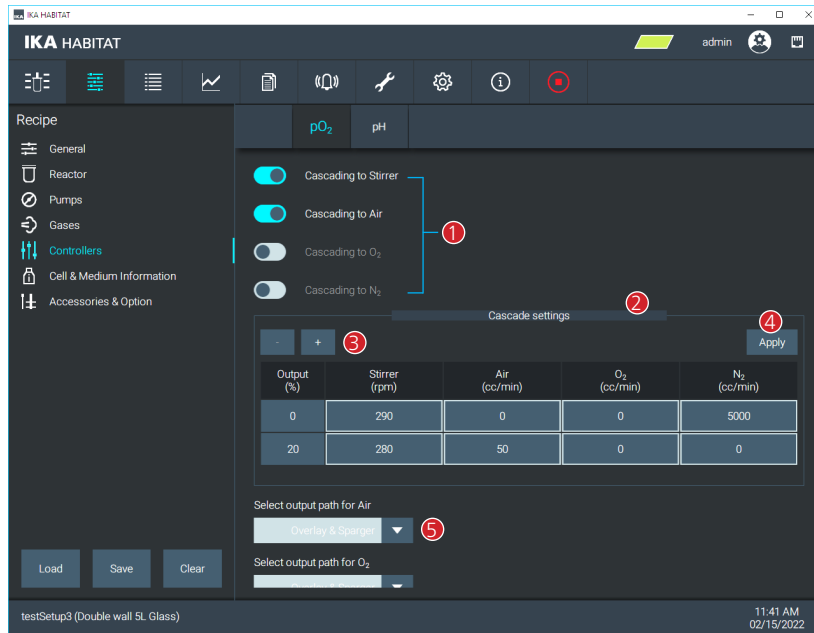 IKA HABITAT
IKA HABITAT
admin
Recipe
General
Reactor
Pumps
Gases
Controllers
Cell & Medium Information
Accessories & Option
Load
Save
Clear
pO₂
pH
Cascading to Stirrer
Cascading to Air
Cascading to O₂
Cascading to N₂
1
2
Cascade settings
- +
3
4
Apply
Output (%) Stirrer (rpm) Air (cc/min) O₂ (cc/min) N₂ (cc/min)
0 290 0 0 5000
20 280 50 0 0
Select output path for Air
Overlay & Sparger
5
Select output path for O₂
testSetup3 (Double wall 5L Glass)
11:41 AM
02/15/2022